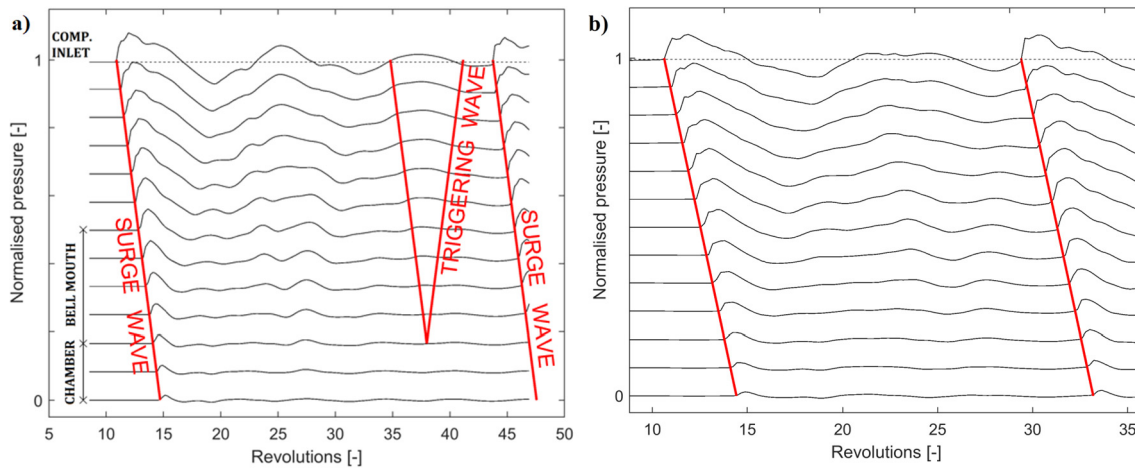 a)
COMP.
INLET
1
Normalised pressure [-]
BELL MOUTH
CHAMBER
0
SURGE WAVE
TRIGGERING WAVE
SURGE WAVE
5 10 15 20 25 30 35 40 45 50
Revolutions [-]
b)
1
Normalised pressure [-]
0
10 15 20 25 30 35
Revolutions [-]